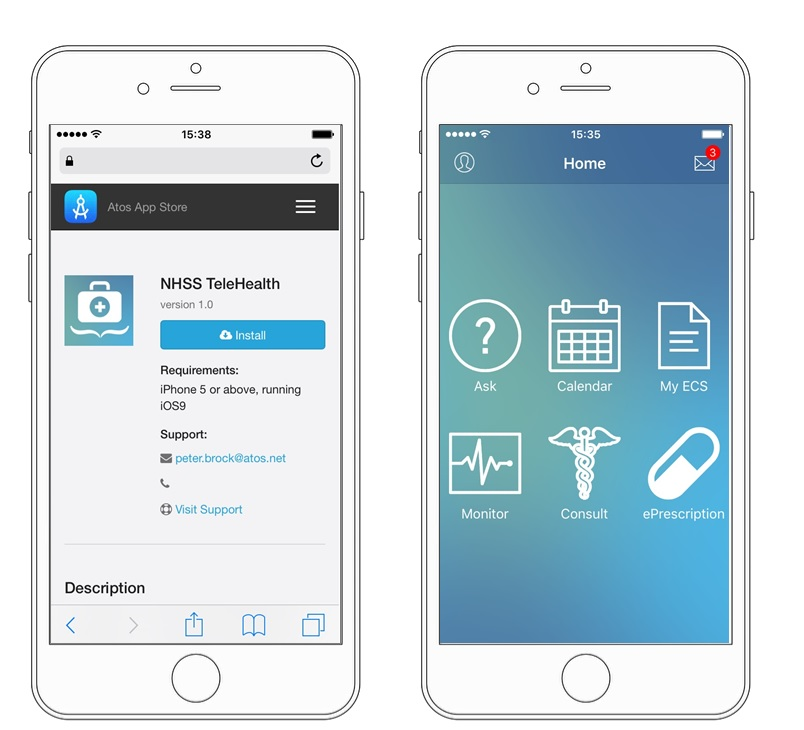 15:38
Atos App Store
NHSS TeleHealth
version 1.0
Install
Requirements:
iPhone 5 or above, running
iOS9
Support:
peter.brock@atos.net
Visit Support
Description
15:35
Home
3
?
Ask
Calendar
My ECS
Monitor
Consult
ePrescription